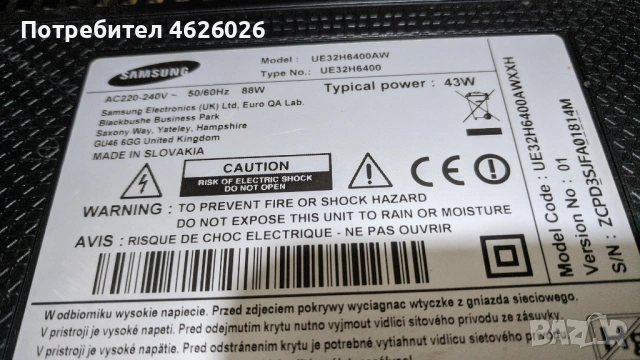 Потребител 4626026
SAMSUNG
Model : UE32H6400AW
Type No.: UE32H6400
AC220-240V~ 50/60Hz 88W
Typical power : 43W
Samsung Electronics (UK) Ltd, Euro QA Lab.
Blackbushe Business Park
Saxony Way, Yateley, Hampshire
GU46 6GG United Kingdom
MADE IN SLOVAKIA
CAUTION
RISK OF ELECTRIC SHOCK
DO NOT OPEN
WARNING : TO PREVENT FIRE OR SHOCK HAZARD
DO NOT EXPOSE THIS UNIT TO RAIN OR MOISTURE
AVIS : RISQUE DE CHOC ELECTRIQUE - NE PAS OUVRIR
Model Code : UE32H6400AWXXH
Version No : 01
S/N : ZCPD3SJFA01814M
W odbiorniku wysokie napiecie. Przed zdjeciem pokrywy wyciagnac wtyczke z gniazda sieciowego.
V pristroji je vysoké napetí. Pred odejmutím krytu nutno vyjmout vidlici sítového prívodu ze zásuvky.
V prístroji je vysoké napätie. Pred odobratím krytu je potrebné vytiahnut vidlicu sietového prívodu